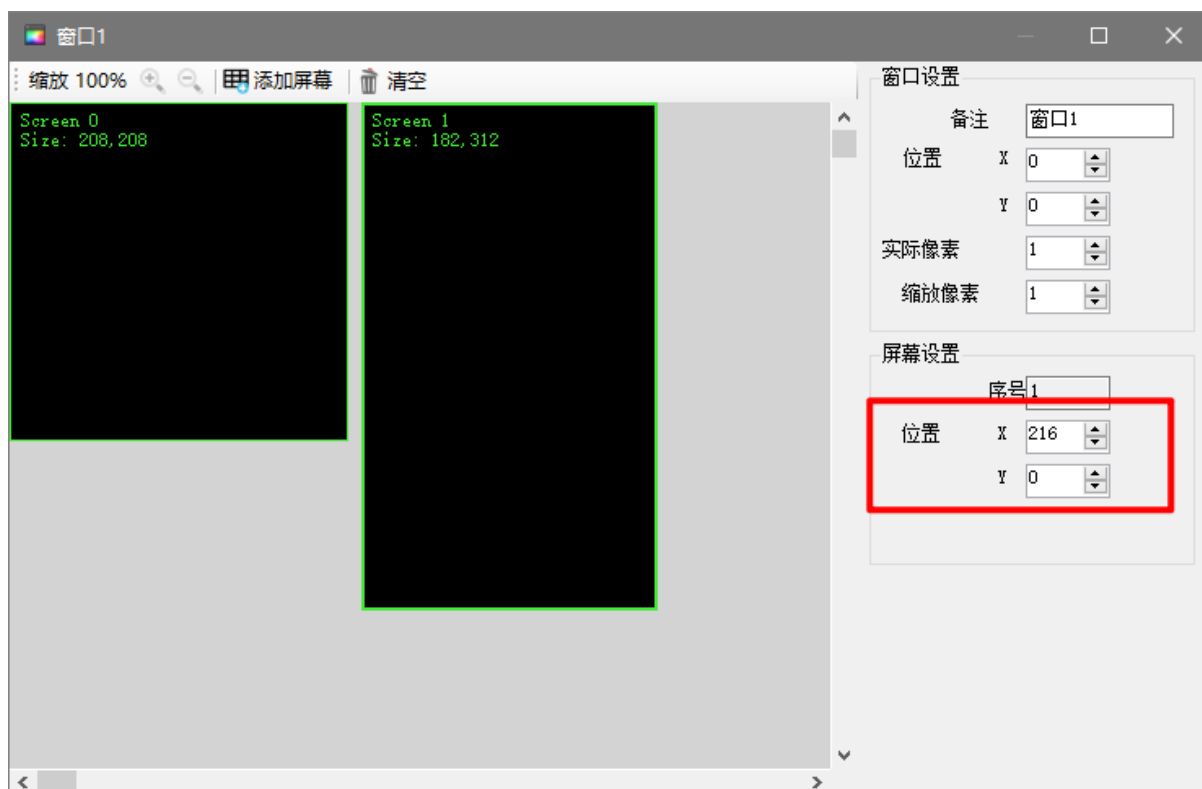 窗口1
缩放 100% 添加屏幕 清空
Screen 0
Size: 208,208
Screen 1
Size: 182,312
窗口设置
备注 窗口1
位置 X 0
Y 0
实际像素 1
缩放像素 1
屏幕设置
序号 1
位置 X 216
Y 0